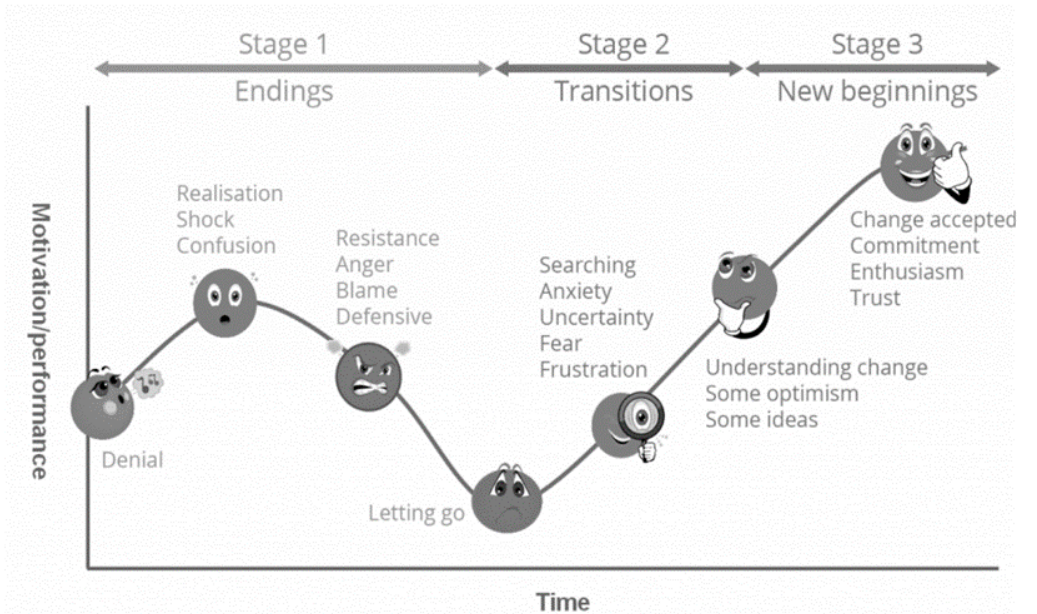 Stage 1
Stage 2
Stage 3
Endings
Transitions
New beginnings
Motivation/performance
Realisation
Shock
Confusion
Resistance
Anger
Blame
Defensive
Searching
Anxiety
Uncertainty
Fear
Frustration
Change accepted
Commitment
Enthusiasm
Trust
Understanding change
Some optimism
Some ideas
Denial
Letting go
Time